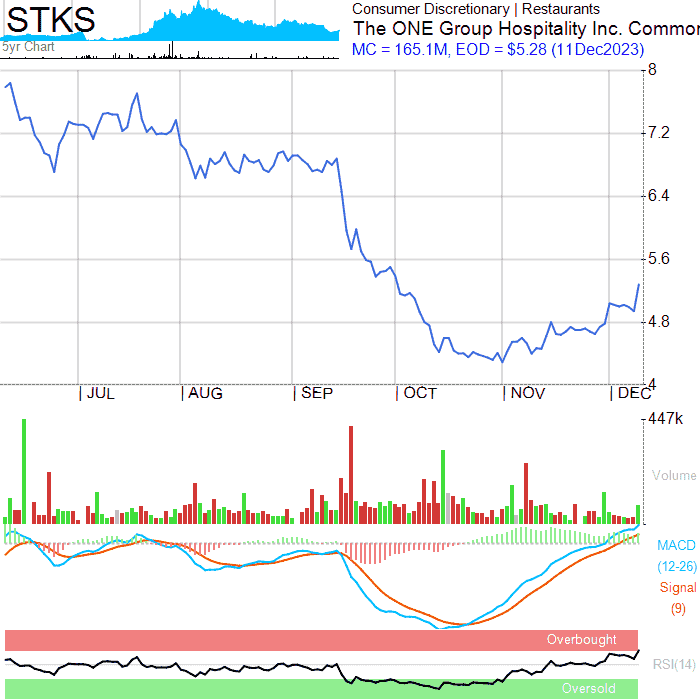 STKS
5yr Chart
Consumer Discretionary | Restaurants
The ONE Group Hospitality Inc. Common
MC = 165.1M, EOD = $5.28 (11Dec2023)
8
7.2
6.4
5.6
4.8
4
JUL
AUG
SEP
OCT
NOV
DEC
447k
Volume
MACD
(12-26)
Signal
(9)
Overbought
RSI(14)
Oversold